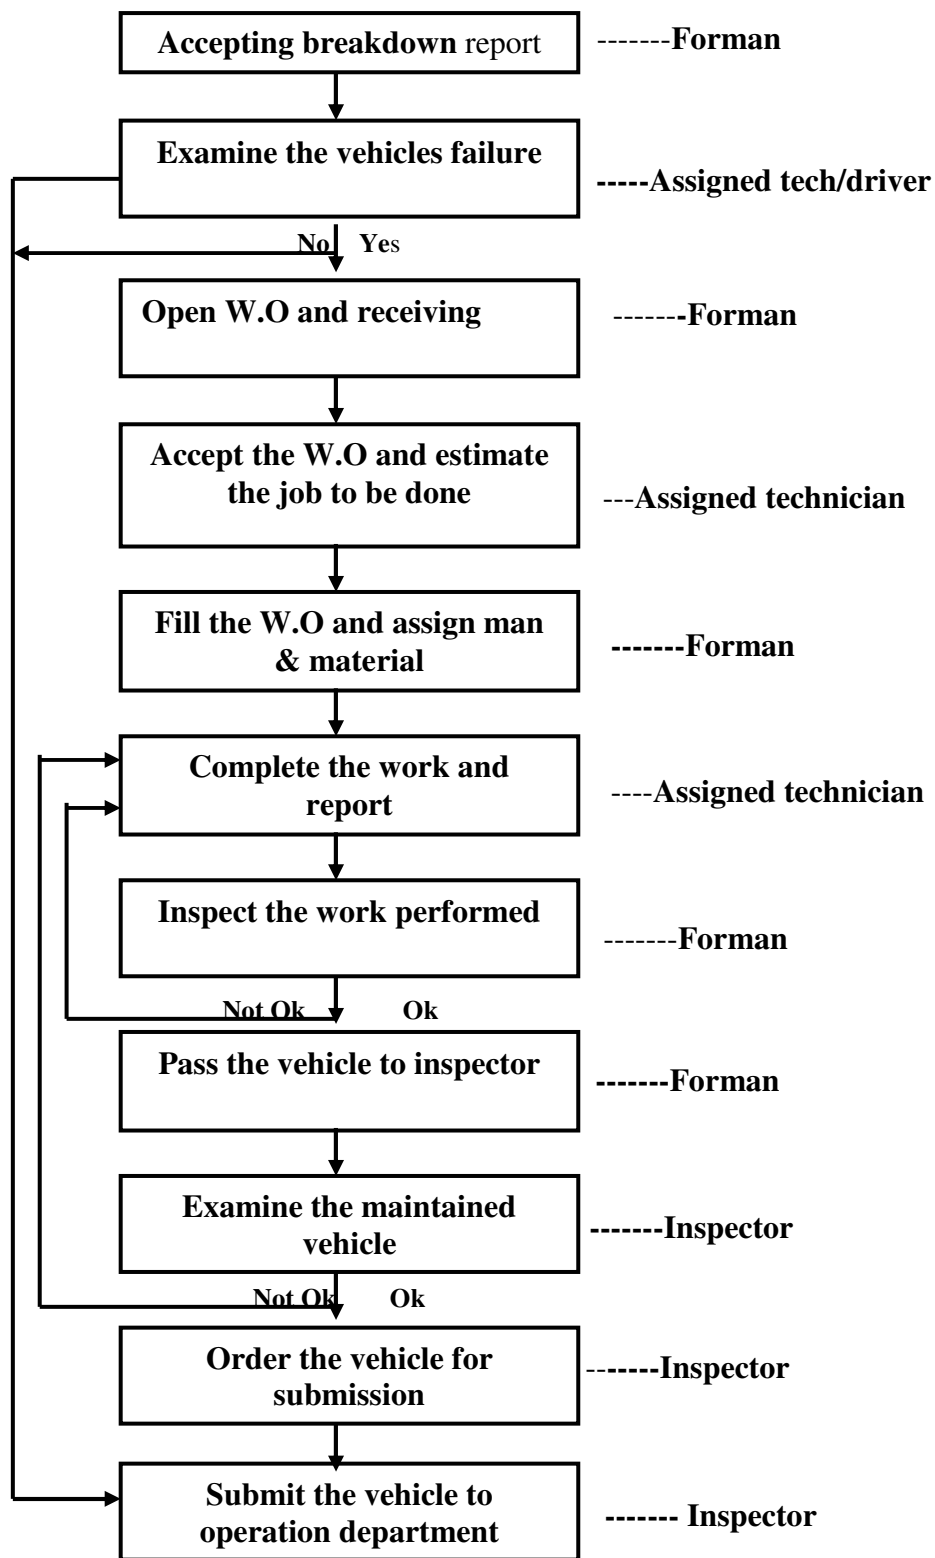 Accepting breakdown report -------Forman
Examine the vehicles failure
-----Assigned tech/driver
No Yes
Open W.O and receiving -------Forman
Accept the W.O and estimate
the job to be done ---Assigned technician
Fill the W.O and assign man
& material -------Forman
Complete the work and
report ----Assigned technician
Inspect the work performed
-------Forman
Not Ok Ok
Pass the vehicle to inspector
-------Forman
Examine the maintained
vehicle -------Inspector
Not Ok Ok
Order the vehicle for
submission -------Inspector
Submit the vehicle to
operation department ------- Inspector